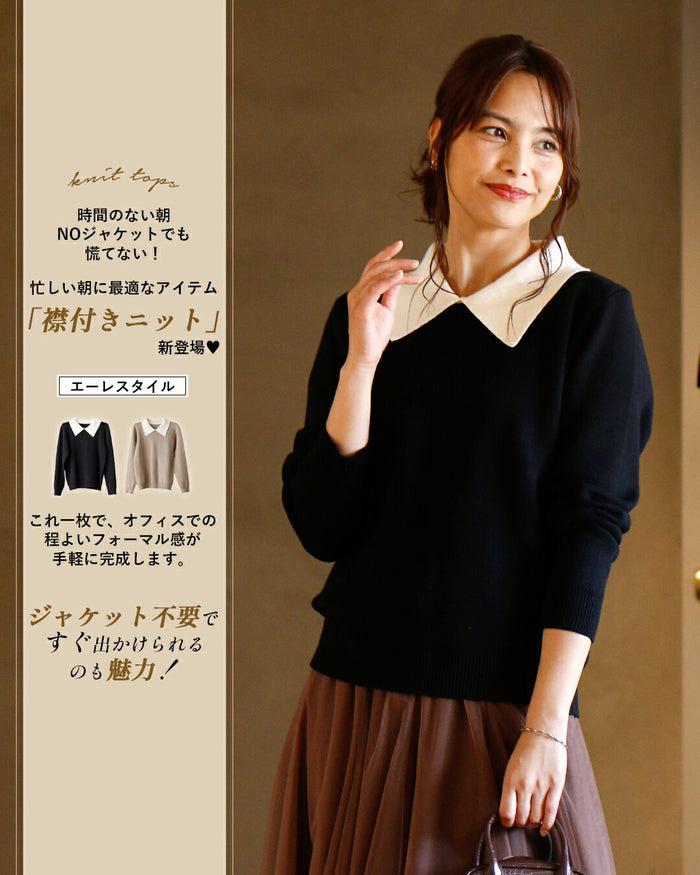 knit tops
時間のない朝
NOジャケットでも
慌てない！
忙しい朝に最適なアイテム
「襟付きニット」
新登場♥
エーレスタイル
これ一枚で、オフィスでの
程よいフォーマル感が
手軽に完成します。
ジャケット不要で
すぐ出かけられる
のも魅力！